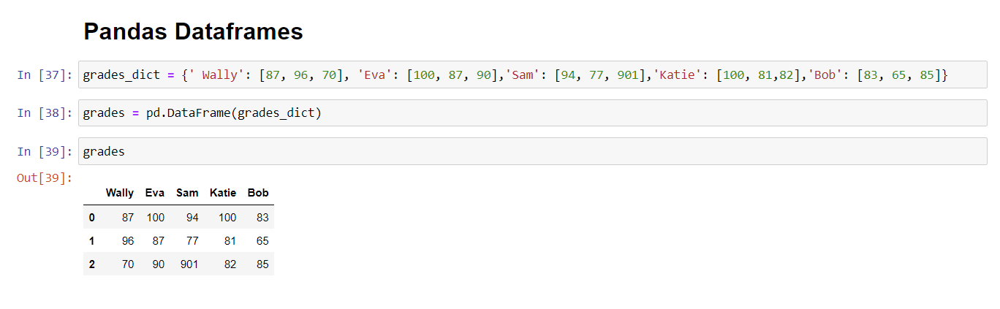 Pandas Dataframes
In [37]: grades_dict = {' Wally': [87, 96, 70], 'Eva': [100, 87, 90],'Sam': [94, 77, 901],'Katie': [100, 81,82],'Bob': [83, 65, 85]}
In [38]: grades = pd.DataFrame(grades_dict)
In [39]: grades
Out[39]:
Wally Eva Sam Katie Bob
0 87 100 94 100 83
1 96 87 77 81 65
2 70 90 901 82 85